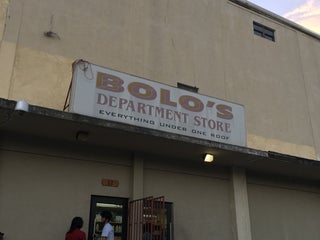 BOLO'S
DEPARTMENT STORE
EVERYTHING UNDER ONE ROOF